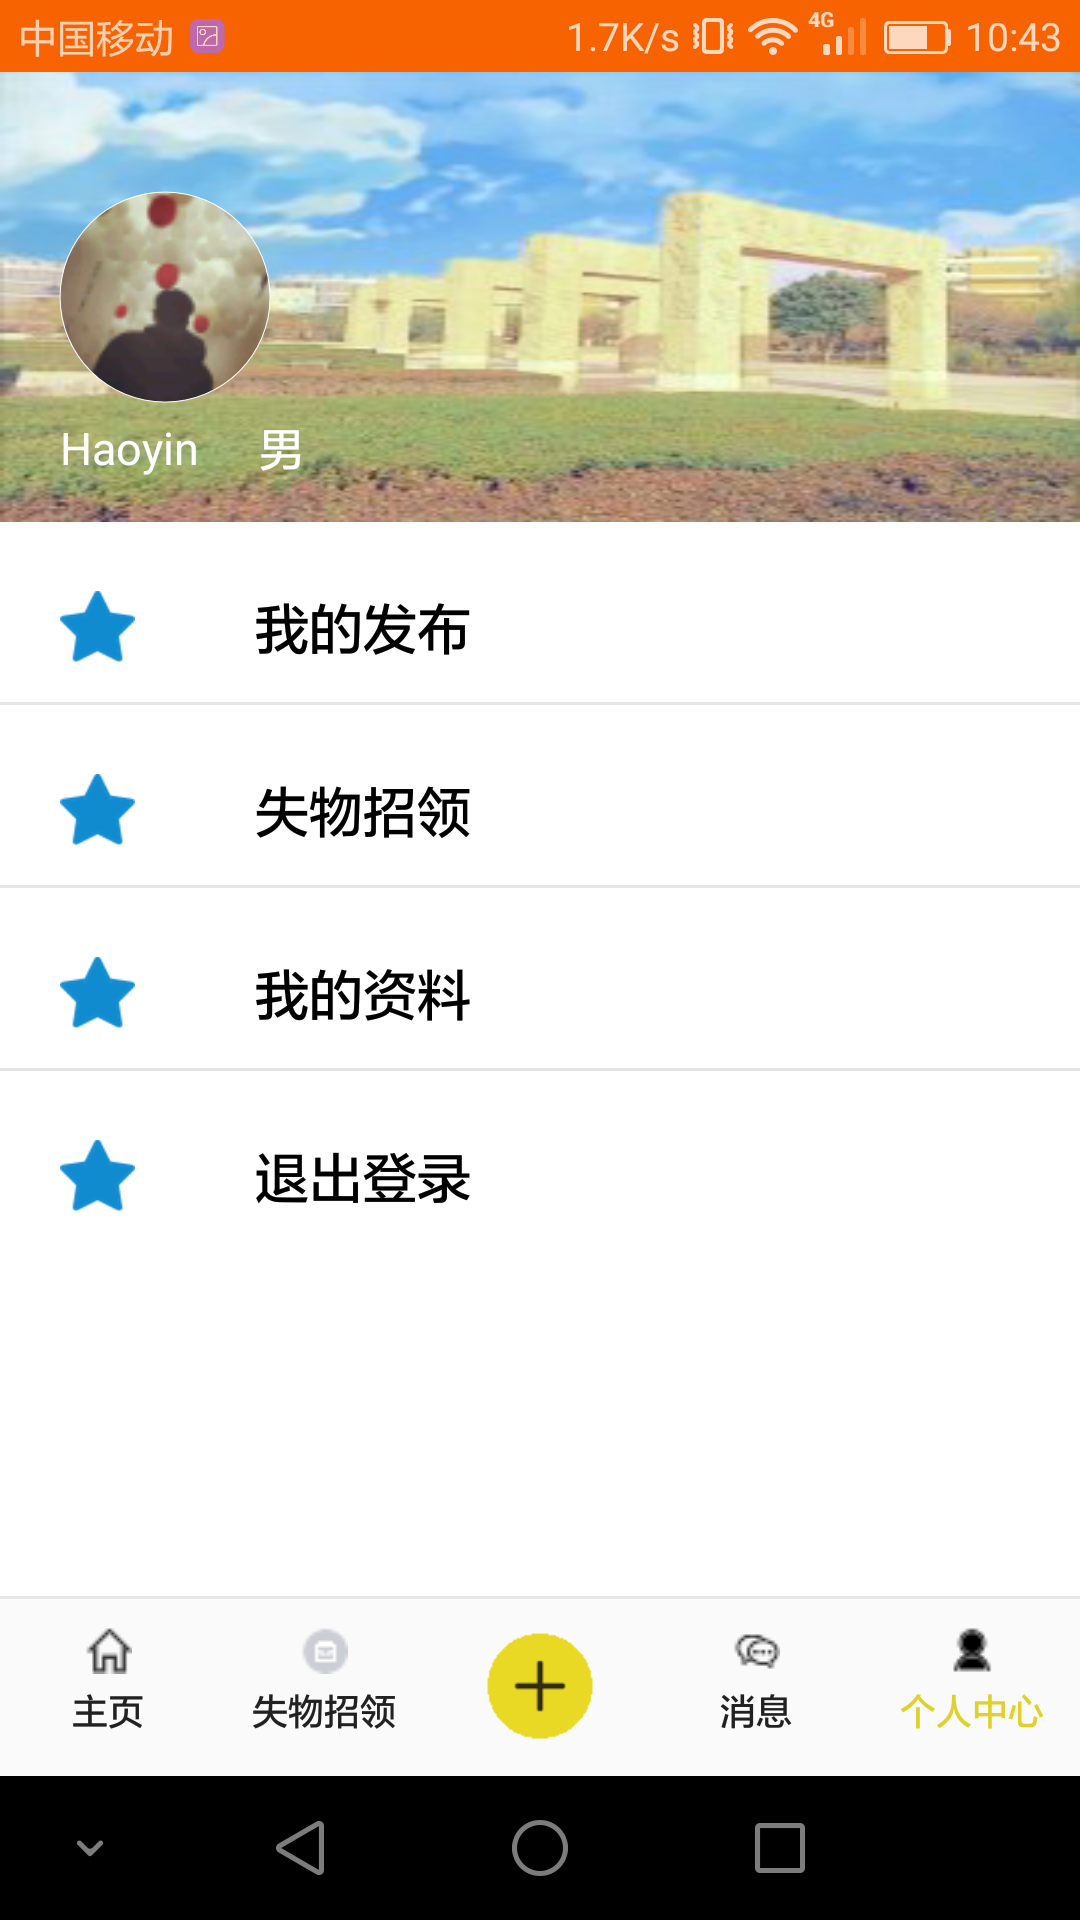 中国移动 1.7K/s 4G 10:43
Haoyin 男
我的发布
失物招领
我的资料
退出登录
主页 失物招领 消息 个人中心